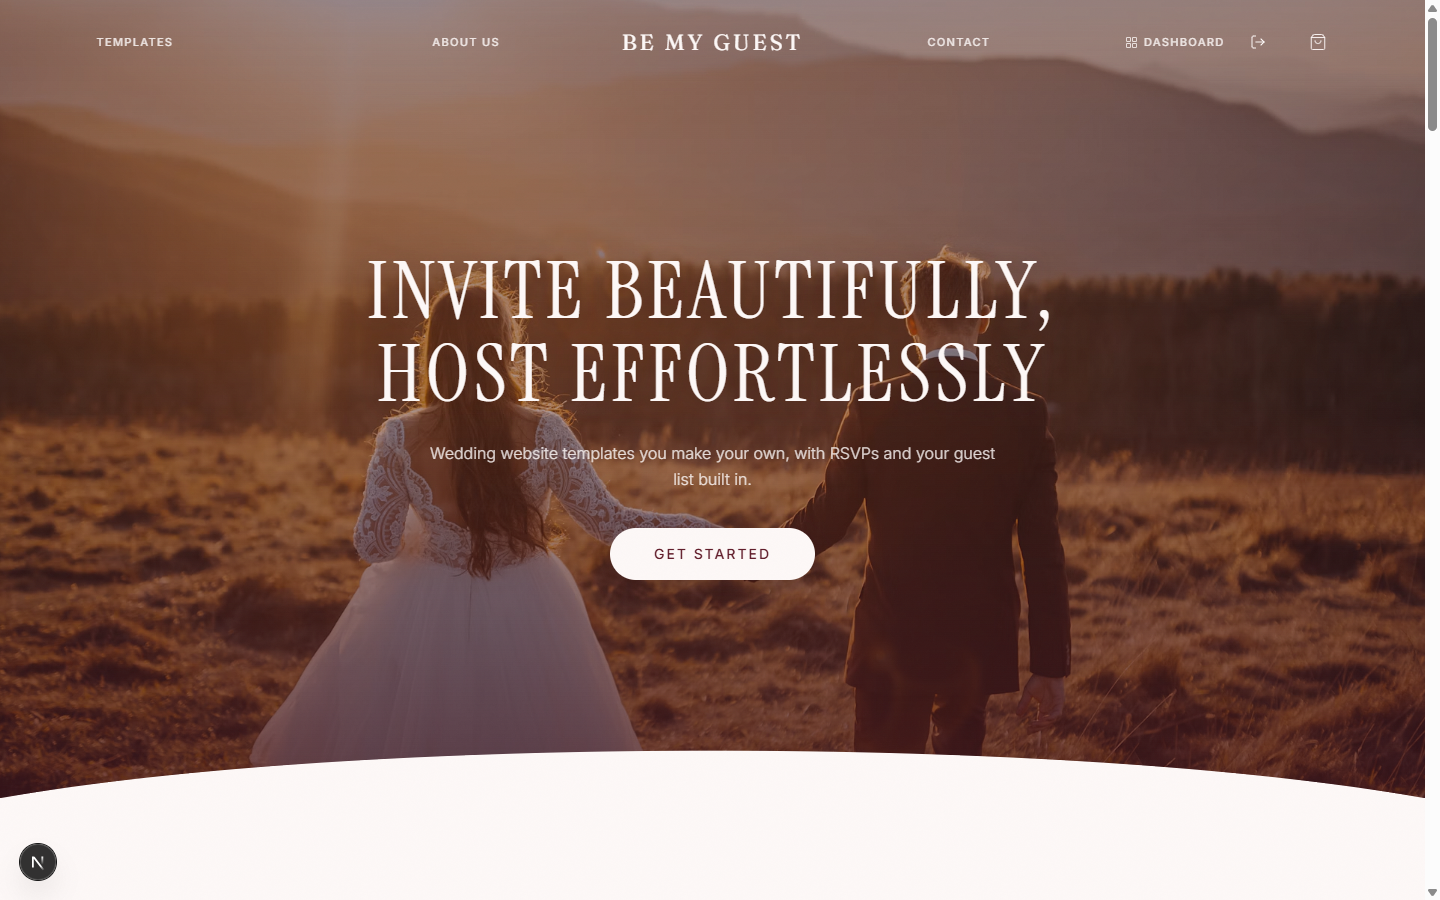 TEMPLATES
ABOUT US
BE MY GUEST
CONTACT
DASHBOARD
INVITE BEAUTIFULLY,
HOST EFFORTLESSLY
Wedding website templates you make your own, with RSVPs and your guest
list built in.
GET STARTED
N